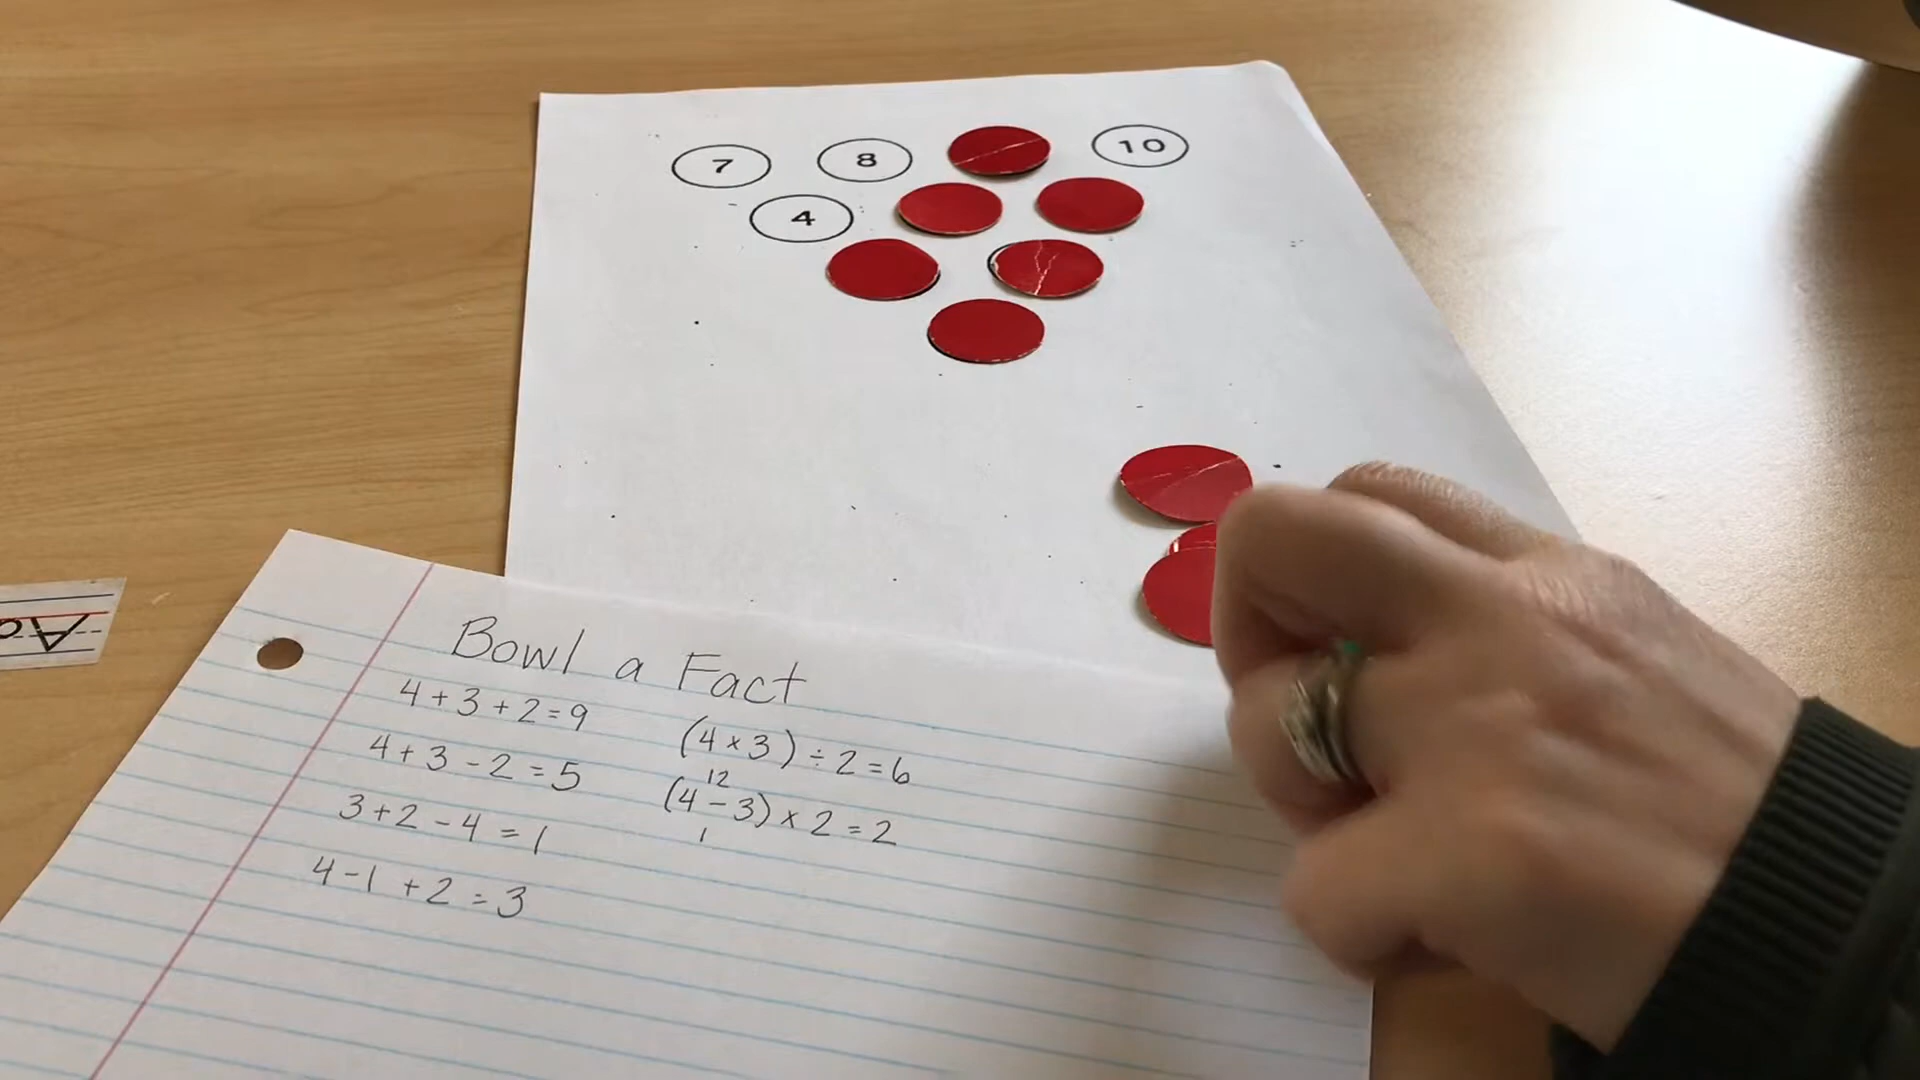 7 8 10
4
Bowl a Fact
4 + 3 + 2 = 9
4 + 3 - 2 = 5
3 + 2 - 4 = 1
4 - 1 + 2 = 3
(4 × 3) ÷ 2 = 6
12
(4 - 3) × 2 = 2
1
Aa